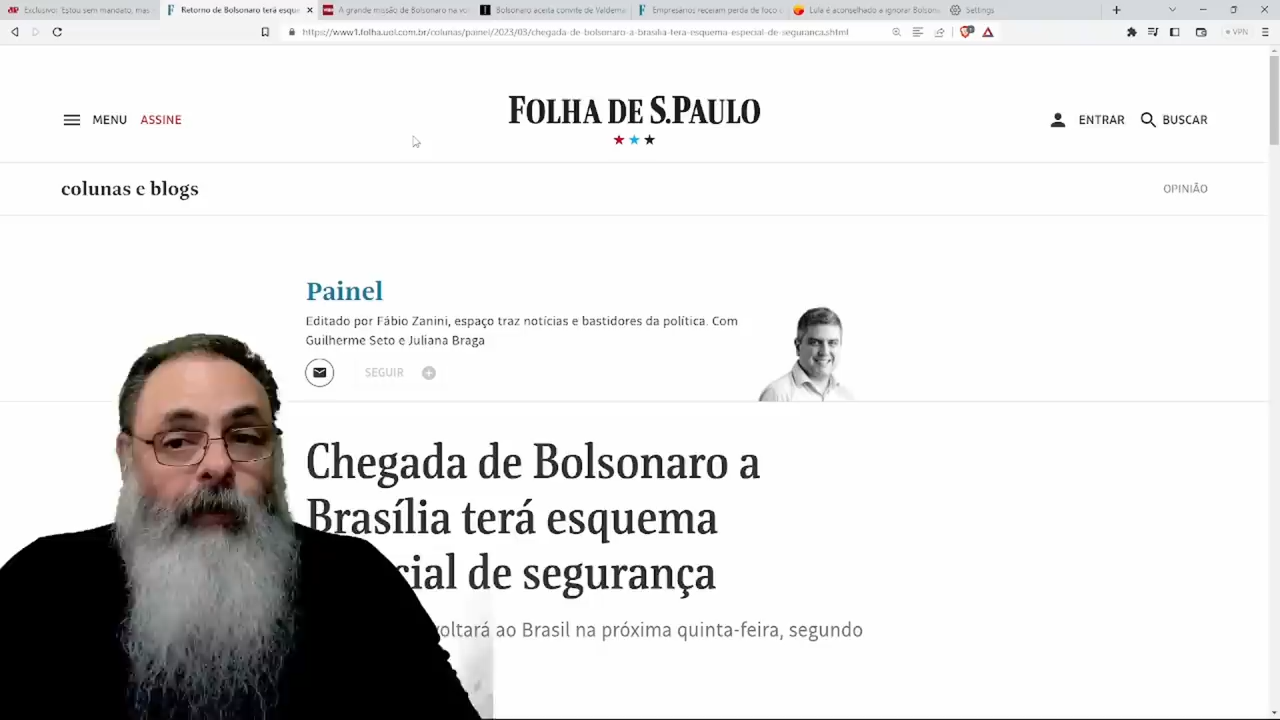 Exclusivo: 'Estou sem mandato, mas
Retorno de Bolsonaro terá esque
A grande missão de Bolsonaro na vo
Bolsonaro aceita convite de Valdema
Empresários receiam perda de foco c
Lula é aconselhado a ignorar Bolson
Settings
https://www1.folha.uol.com.br/colunas/painel/2023/03/chegada-de-bolsonaro-a-brasilia-tera-esquema-especial-de-seguranca.shtml
VPN
MENU
ASSINE
FOLHA DE S.PAULO
ENTRAR
BUSCAR
colunas e blogs
OPINIÃO
Painel
Editado por Fábio Zanini, espaço traz notícias e bastidores da política. Com
Guilherme Seto e Juliana Braga
SEGUIR
Chegada de Bolsonaro a
Brasília terá esquema
cial de segurança
voltará ao Brasil na próxima quinta-feira, segundo